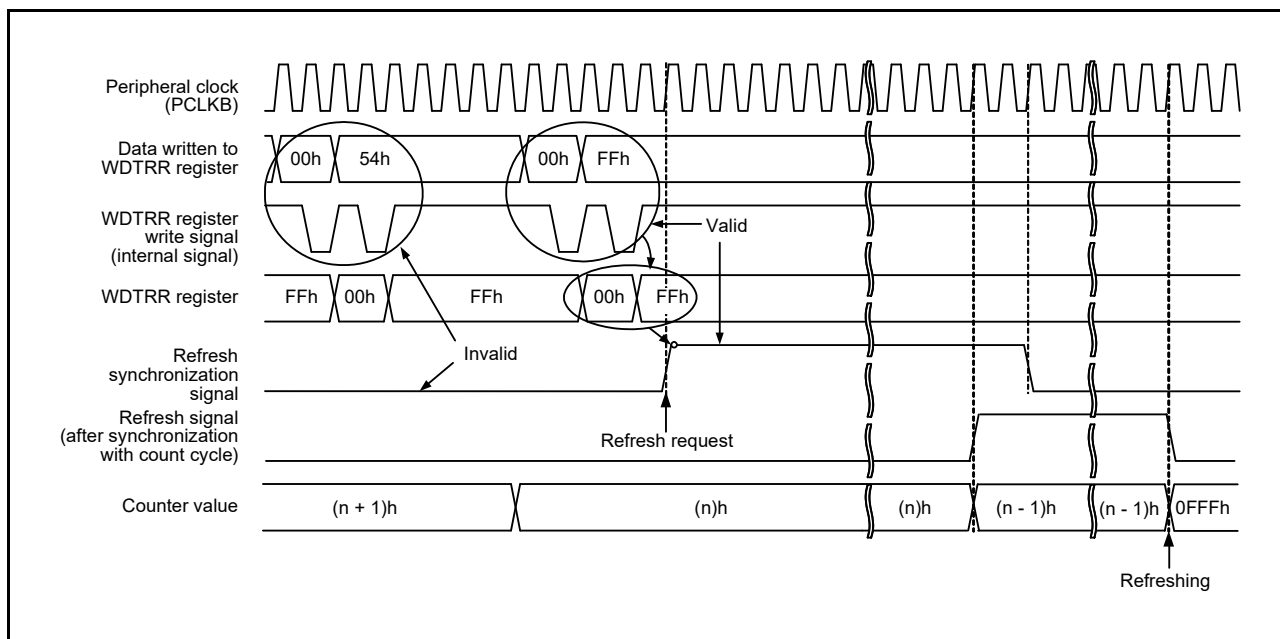 Peripheral clock
(PCLKB)
Data written to
WDTRR register
00h
54h
00h
FFh
WDTRR register
write signal
(internal signal)
Valid
WDTRR register
FFh
00h
FFh
00h
FFh
Invalid
Refresh
synchronization
signal
Refresh request
Refresh signal
(after synchronization
with count cycle)
Counter value
(n + 1)h
(n)h
(n)h
(n - 1)h
(n - 1)h
0FFFh
Refreshing